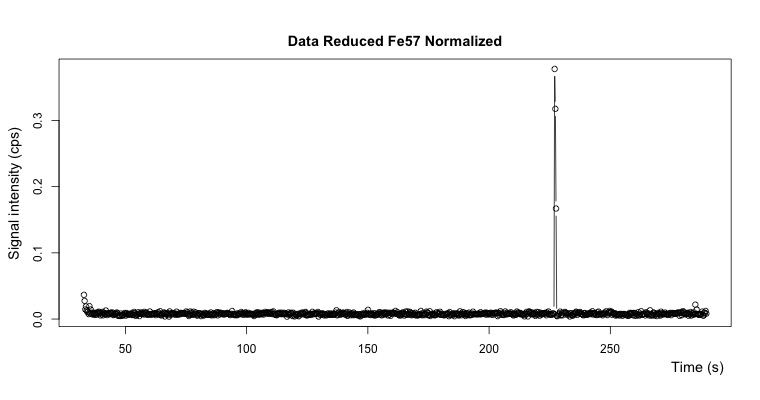 Data Reduced Fe57 Normalized
Signal intensity (cps)
0.3
0.2
0.1
0.0
50 100 150 200 250
Time (s)